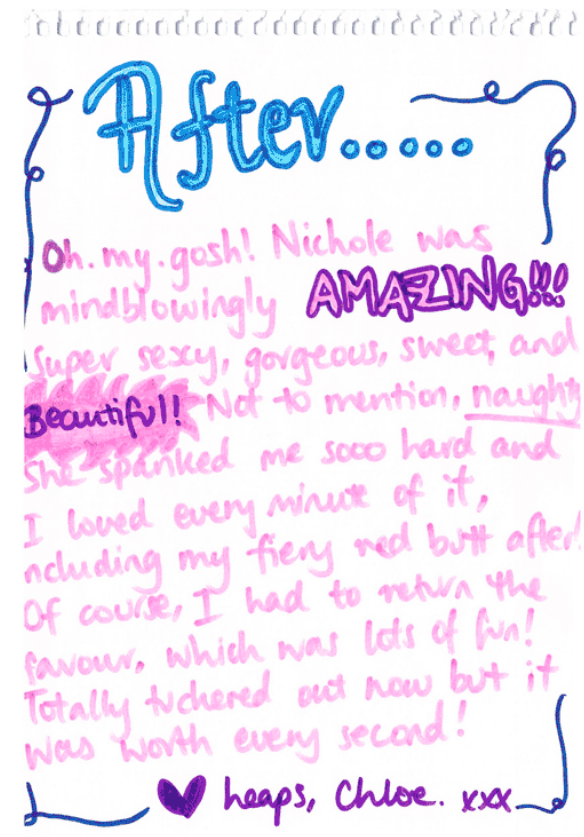 After.....
Oh. my. gosh! Nichole was
mindblowingly AMAZING!!!
Super sexy, gorgeous, sweet, and
Beautiful! Not to mention, naughty
She spanked me sooo hard and
I loved every minute of it,
ncluding my fiery red butt after!
Of course, I had to return the
favour, which was lots of fun!
Totally tuckered out now but it
was worth every second!
♥ heaps, Chloe. xxx